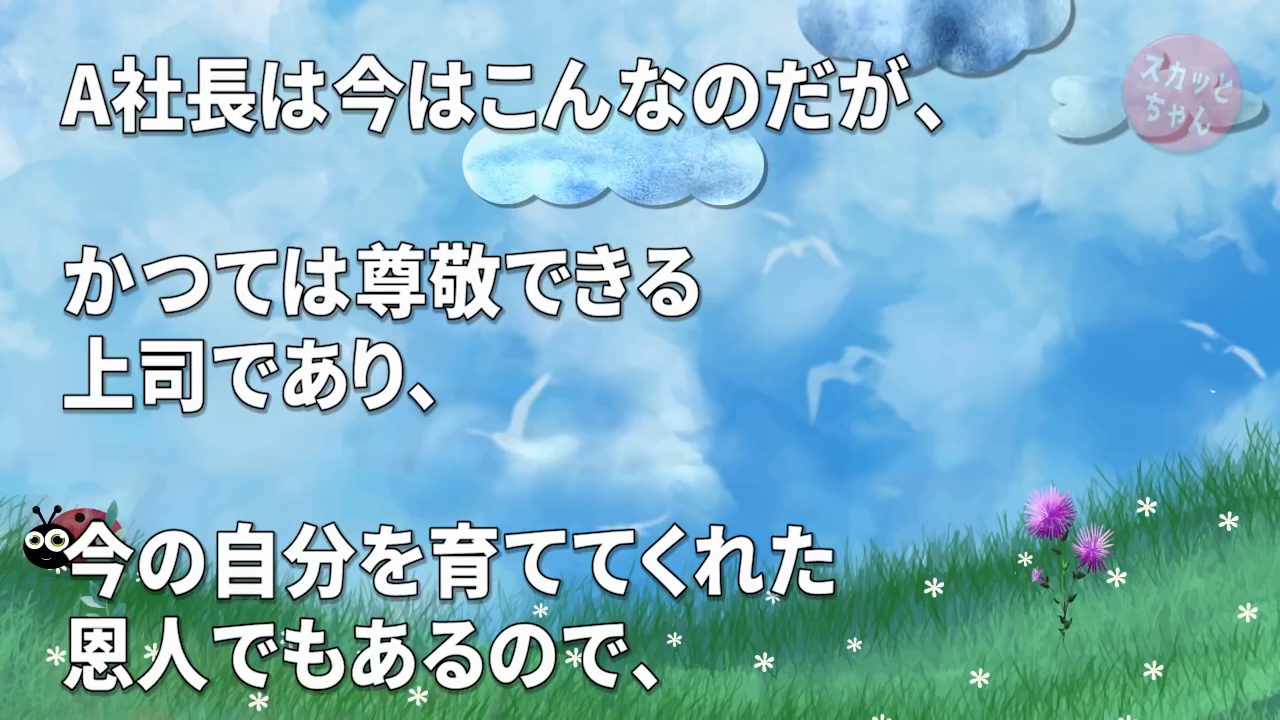 A社長は今はこんなのだが、
スカッと
ちゃん
かつては尊敬できる
上司であり、
今の自分を育ててくれた
恩人でもあるので、